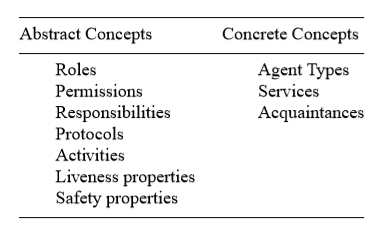 Abstract Concepts Concrete Concepts
Roles Agent Types
Permissions Services
Responsibilities Acquaintances
Protocols
Activities
Liveness properties
Safety properties